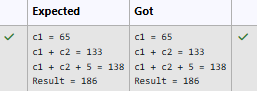 Expected Got
c1 = 65 c1 = 65
c1 + c2 = 133 c1 + c2 = 133
c1 + c2 + 5 = 138 c1 + c2 + 5 = 138
Result = 186 Result = 186